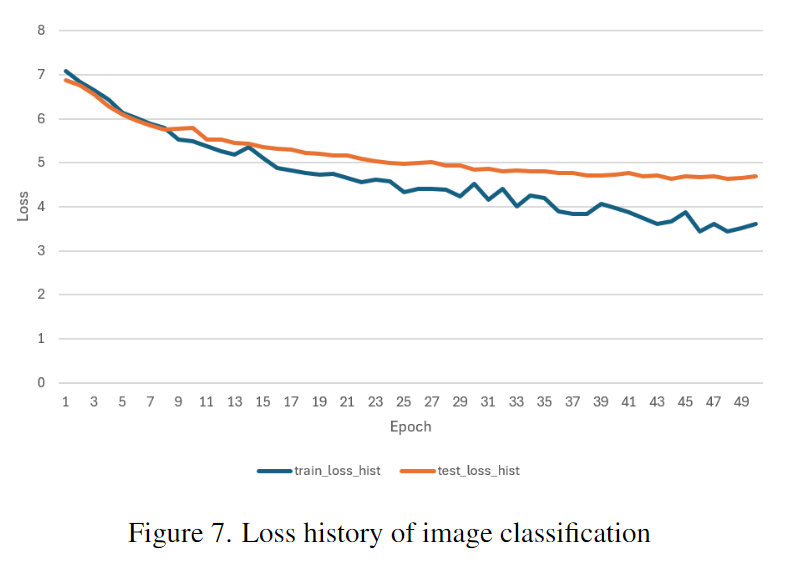 8
7
6
5
4
3
2
1
0
Loss
1 3 5 7 9 11 13 15 17 19 21 23 25 27 29 31 33 35 37 39 41 43 45 47 49
Epoch
train_loss_hist test_loss_hist
Figure 7. Loss history of image classification